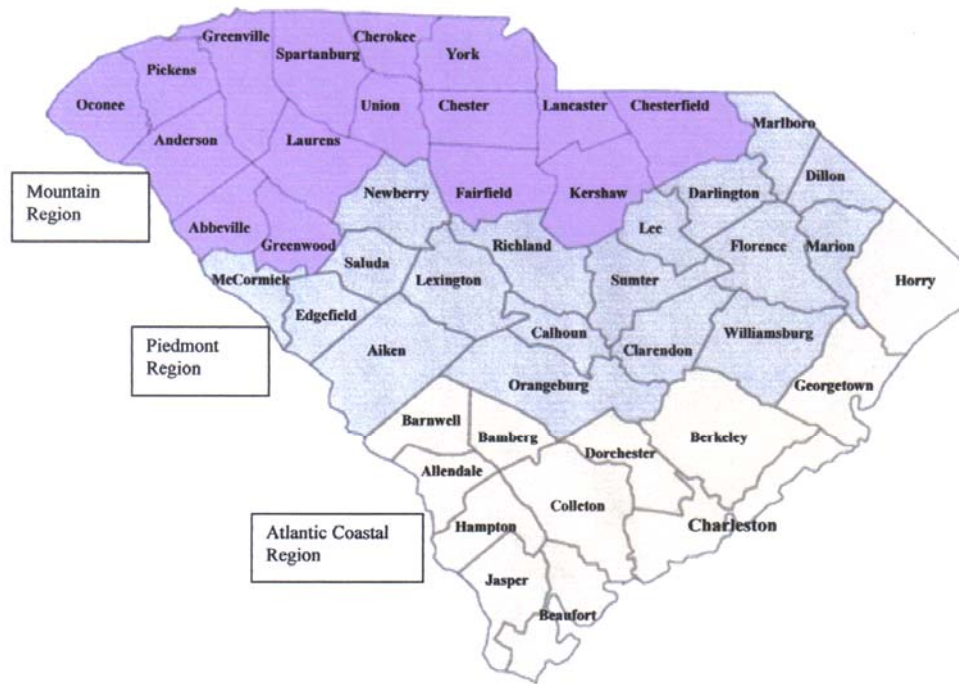 Greenville
Cherokee
Spartanburg
York
Pickens
Oconee
Union
Chester
Lancaster
Chesterfield
Marlboro
Anderson
Laurens
Mountain
Region
Newberry
Fairfield
Kershaw
Darlington
Dillon
Abbeville
Greenwood
Richland
Lee
Florence
Marion
Saluda
McCormick
Lexington
Sumter
Horry
Edgefield
Piedmont
Region
Aiken
Calhoun
Clarendon
Williamsburg
Orangeburg
Georgetown
Barnwell
Bamberg
Berkeley
Dorchester
Allendale
Colleton
Charleston
Atlantic Coastal
Region
Hampton
Jasper
Beaufort